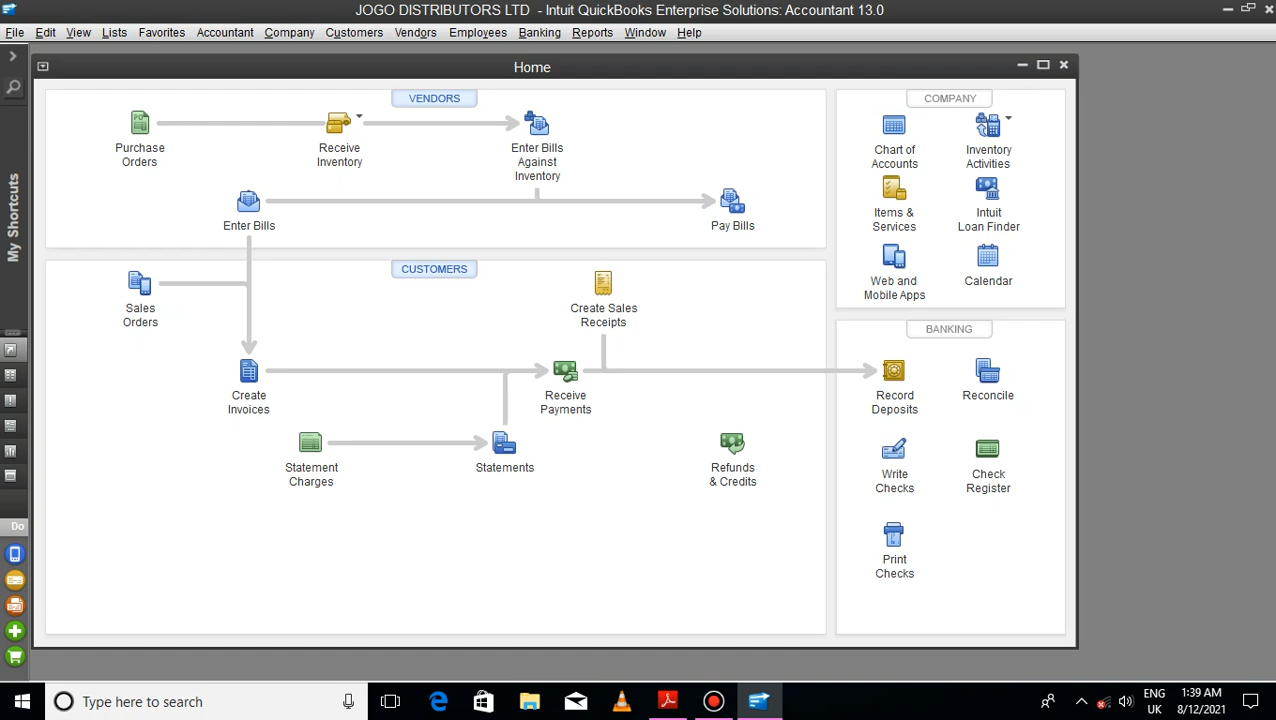 JOGO DISTRIBUTORS LTD - Intuit QuickBooks Enterprise Solutions: Accountant 13.0
File Edit View Lists Favorites Accountant Company Customers Vendors Employees Banking Reports Window Help
Home
My Shortcuts
Do
VENDORS
Purchase
Orders
Receive
Inventory
Enter Bills
Against
Inventory
Enter Bills
Pay Bills
CUSTOMERS
Sales
Orders
Create Sales
Receipts
Create
Invoices
Receive
Payments
Statement
Charges
Statements
Refunds
& Credits
COMPANY
Chart of
Accounts
Inventory
Activities
Items &
Services
Intuit
Loan Finder
Web and
Mobile Apps
Calendar
BANKING
Record
Deposits
Reconcile
Write
Checks
Check
Register
Print
Checks
Type here to search
ENG
UK
1:39 AM
8/12/2021